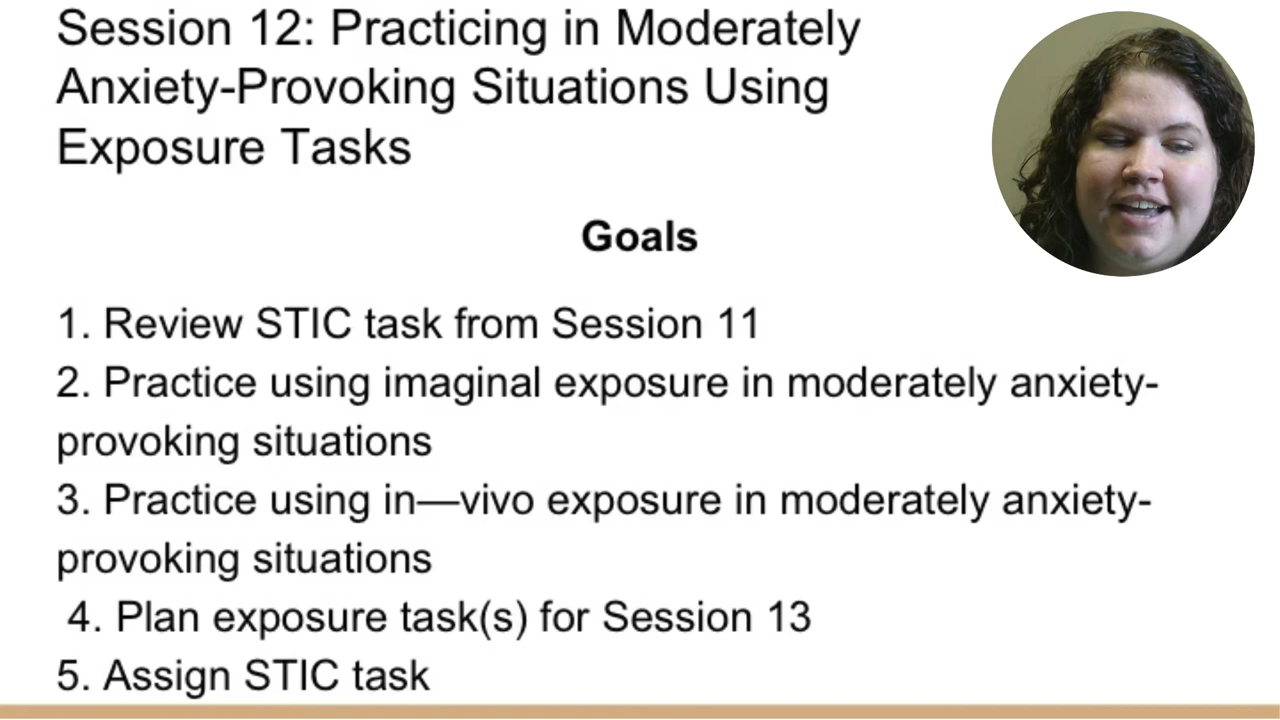 Session 12: Practicing in Moderately
Anxiety-Provoking Situations Using
Exposure Tasks
Goals
1. Review STIC task from Session 11
2. Practice using imaginal exposure in moderately anxiety-
provoking situations
3. Practice using in—vivo exposure in moderately anxiety-
provoking situations
4. Plan exposure task(s) for Session 13
5. Assign STIC task